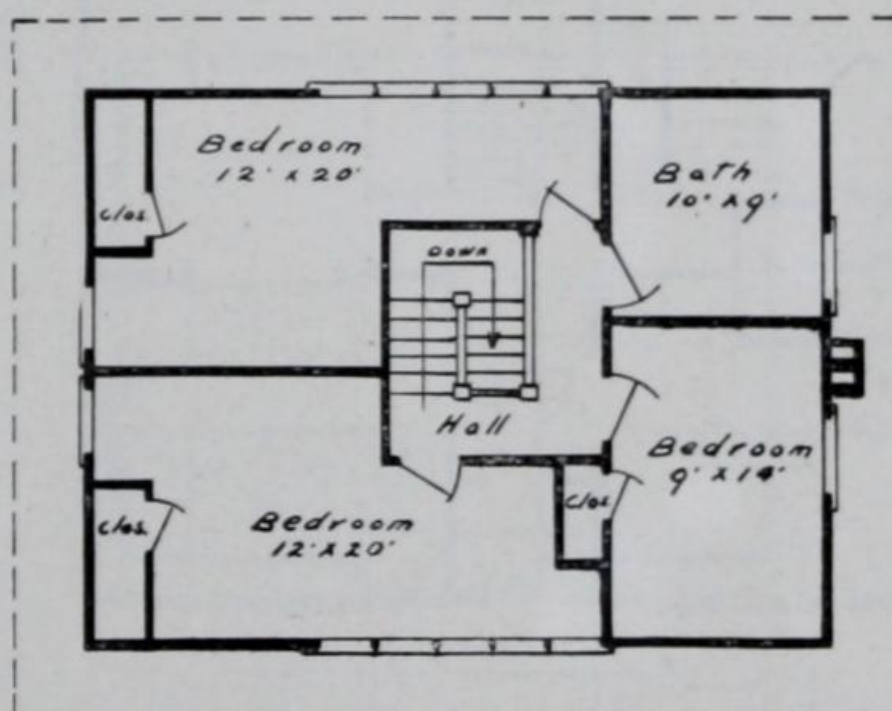 Bedroom
12' x 20'
Bath
10' x 9'
Clos.
DOWN
Hall
Bedroom
9' x 14'
Clos.
Clos.
Bedroom
12' x 20'